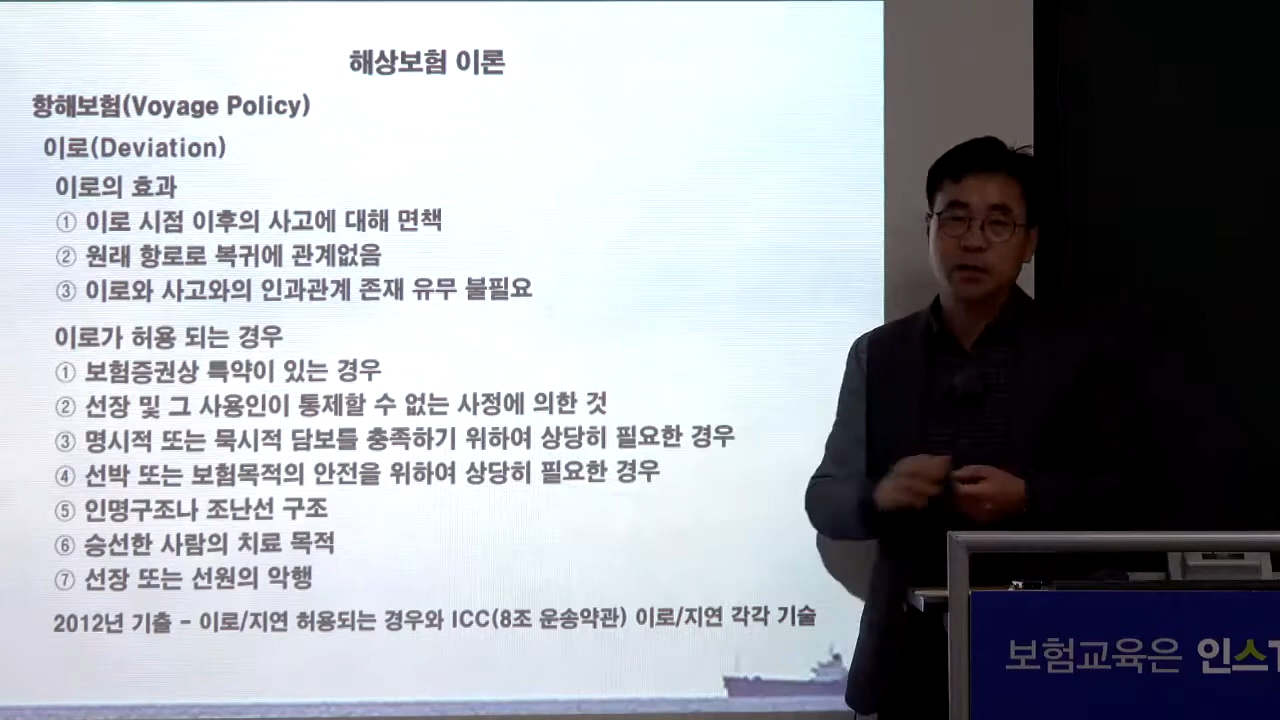 해상보험 이론
항해보험(Voyage Policy)
이로(Deviation)
이로의 효과
① 이로 시점 이후의 사고에 대해 면책
② 원래 항로로 복귀에 관계없음
③ 이로와 사고와의 인과관계 존재 유무 불필요
이로가 허용 되는 경우
① 보험증권상 특약이 있는 경우
② 선장 및 그 사용인이 통제할 수 없는 사정에 의한 것
③ 명시적 또는 묵시적 담보를 충족하기 위하여 상당히 필요한 경우
④ 선박 또는 보험목적의 안전을 위하여 상당히 필요한 경우
⑤ 인명구조나 조난선 구조
⑥ 승선한 사람의 치료 목적
⑦ 선장 또는 선원의 악행
2012년 기출 - 이로/지연 허용되는 경우와 ICC(8조 운송약관) 이로/지연 각각 기술
보험교육은 인스